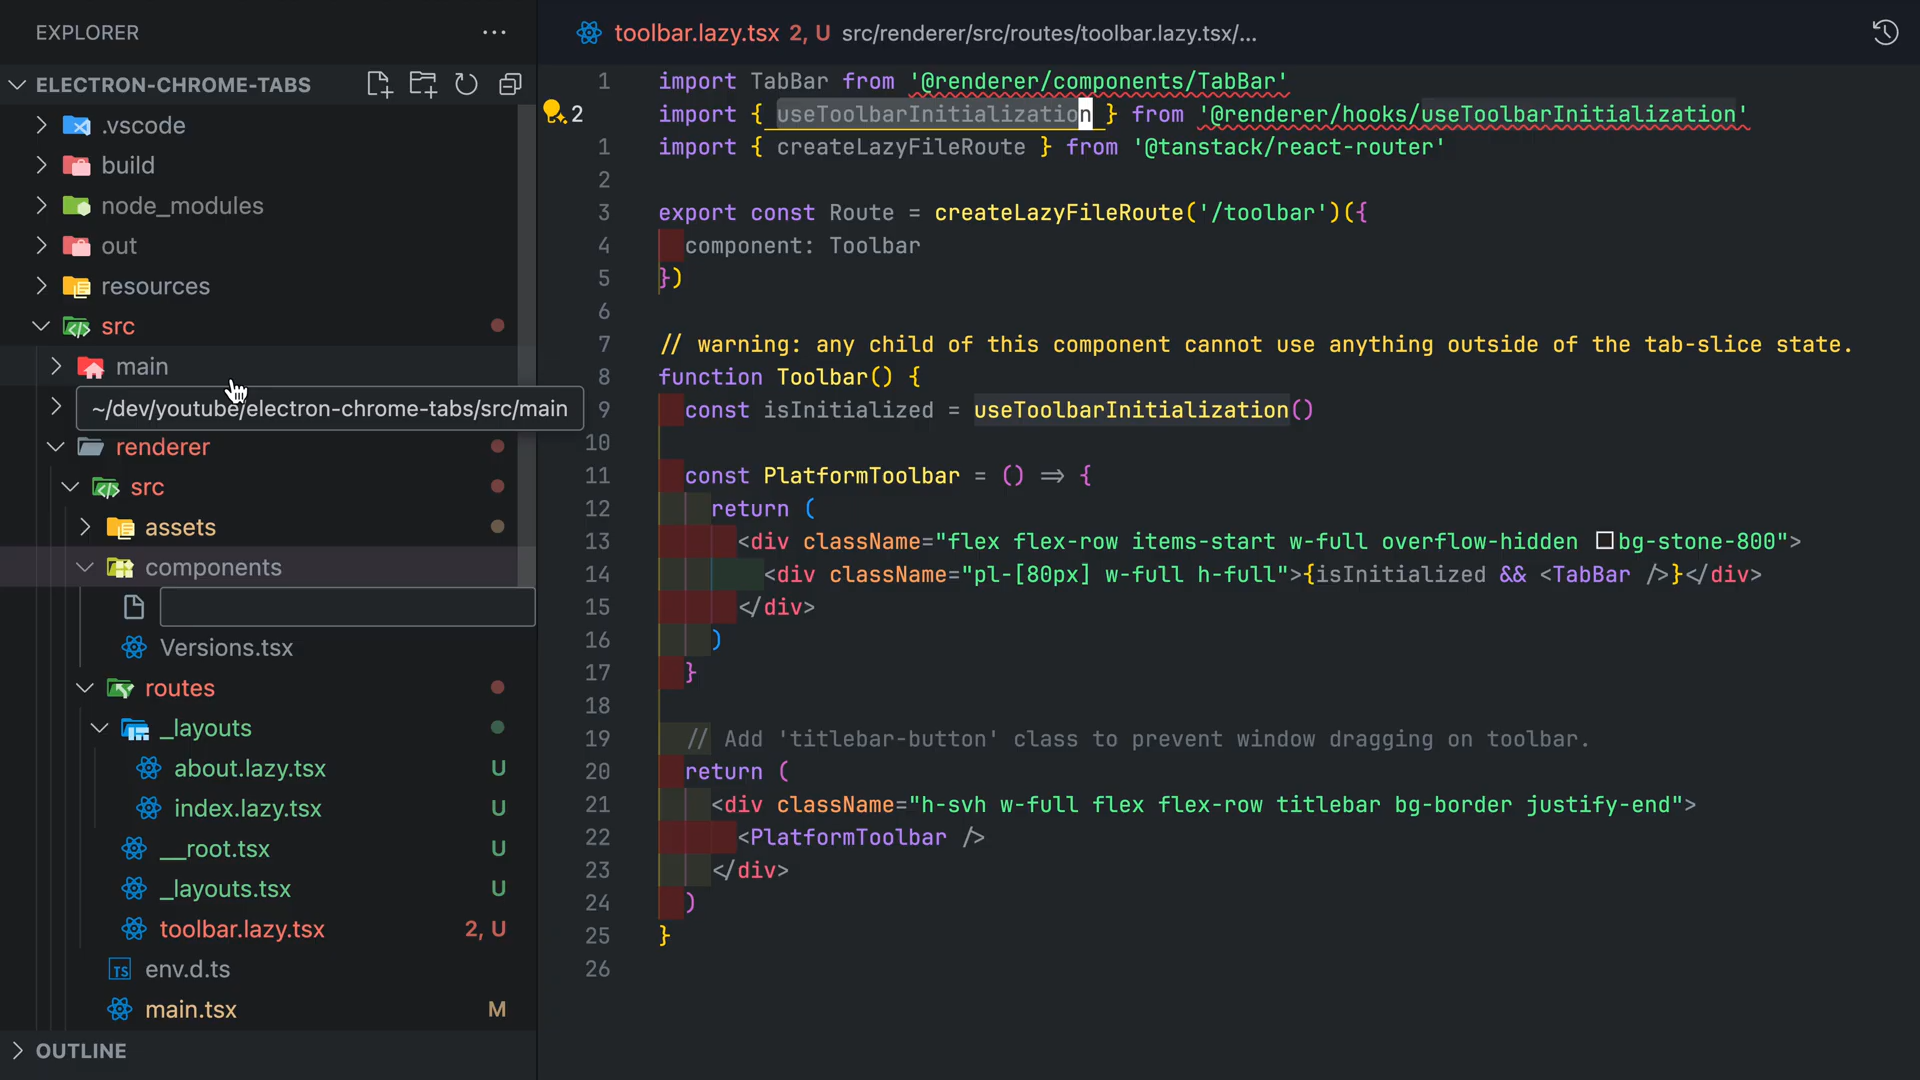 EXPLORER
ELECTRON-CHROME-TABS
.vscode
build
node_modules
out
resources
src
main
~/dev/youtube/electron-chrome-tabs/src/main
renderer
src
assets
components
Versions.tsx
routes
_layouts
about.lazy.tsx U
index.lazy.tsx U
__root.tsx U
_layouts.tsx U
toolbar.lazy.tsx 2, U
env.d.ts
main.tsx M
OUTLINE
toolbar.lazy.tsx 2, U src/renderer/src/routes/toolbar.lazy.tsx/...
1 import TabBar from '@renderer/components/TabBar'
2 import { useToolbarInitialization } from '@renderer/hooks/useToolbarInitialization'
1 import { createLazyFileRoute } from '@tanstack/react-router'
2
3 export const Route = createLazyFileRoute('/toolbar')({
4 component: Toolbar
5 })
6
7 // warning: any child of this component cannot use anything outside of the tab-slice state.
8 function Toolbar() {
9 const isInitialized = useToolbarInitialization()
10
11 const PlatformToolbar = () => {
12 return (
13 <div className="flex flex-row items-start w-full overflow-hidden bg-stone-800">
14 <div className="pl-[80px] w-full h-full">{isInitialized && <TabBar />}</div>
15 </div>
16 )
17 }
18
19 // Add 'titlebar-button' class to prevent window dragging on toolbar.
20 return (
21 <div className="h-svh w-full flex flex-row titlebar bg-border justify-end">
22 <PlatformToolbar />
23 </div>
24 )
25 }
26